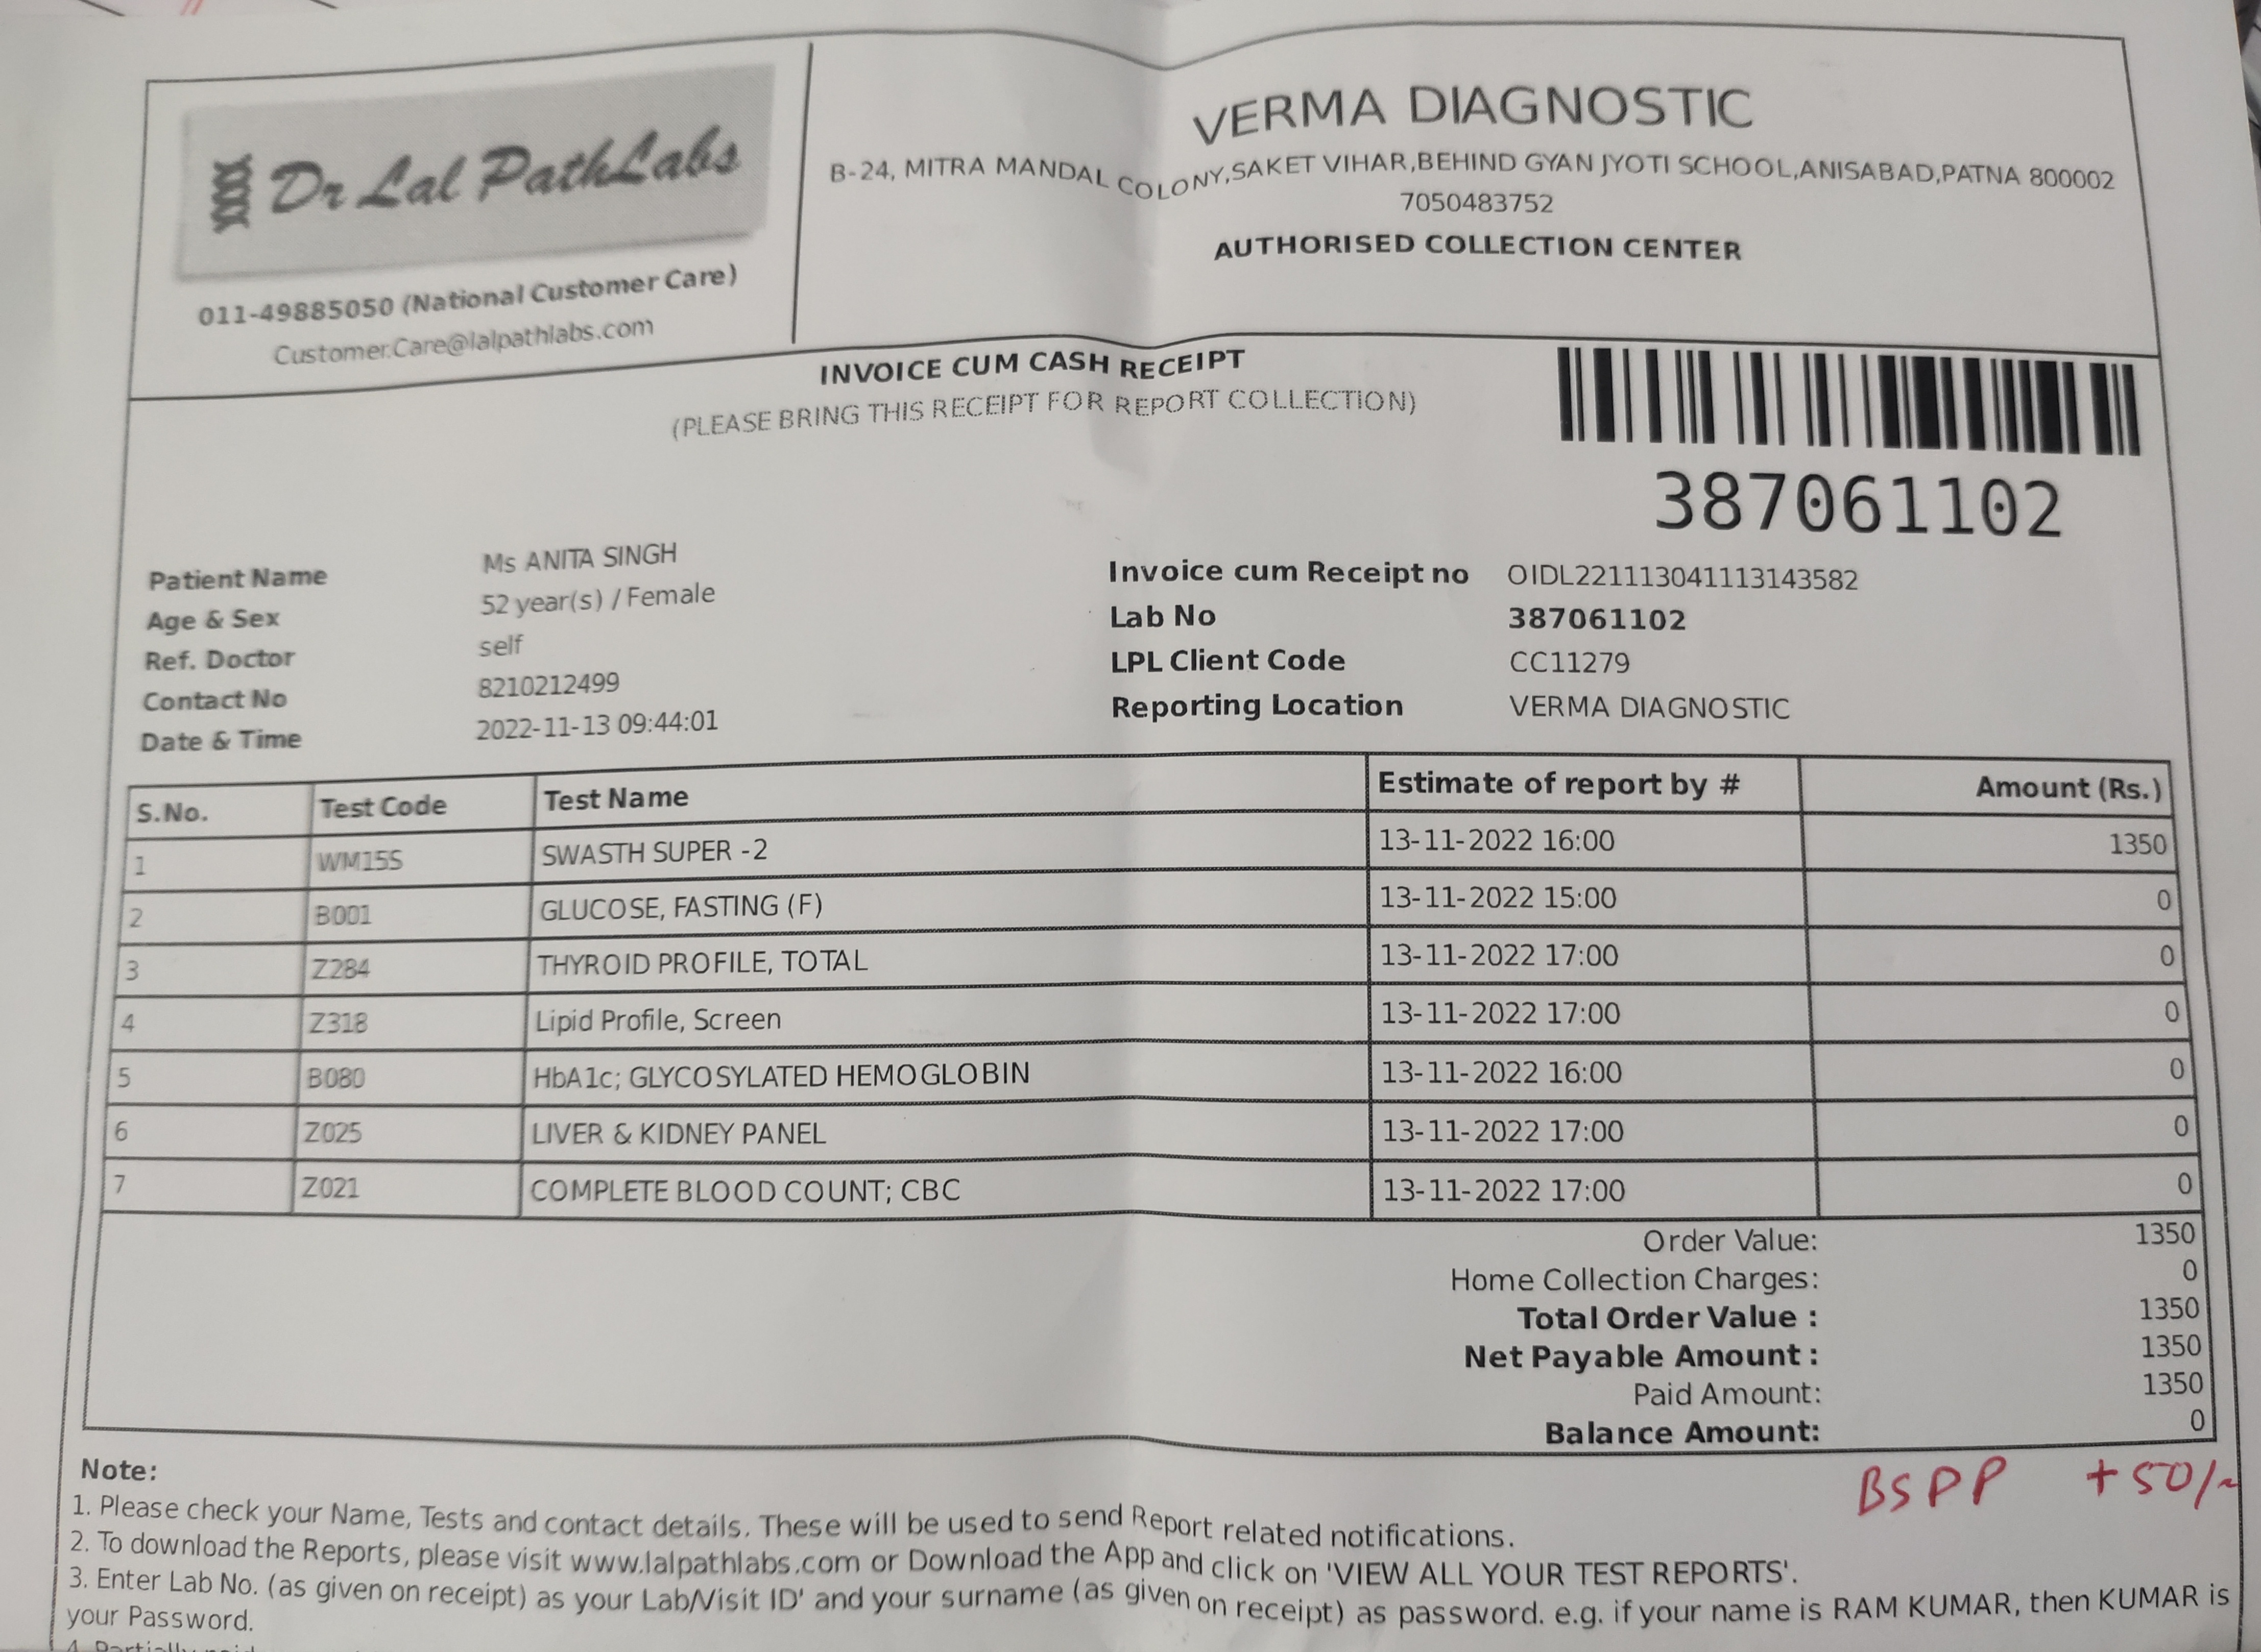 Dr Lal PathLabs
011-49885050 (National Customer Care)
Customer.Care@lalpathlabs.com
VERMA DIAGNOSTIC
B-24, MITRA MANDAL COLONY,SAKET VIHAR,BEHIND GYAN JYOTI SCHOOL,ANISABAD,PATNA 800002
7050483752
AUTHORISED COLLECTION CENTER
INVOICE CUM CASH RECEIPT
(PLEASE BRING THIS RECEIPT FOR REPORT COLLECTION)
387061102
Patient Name Ms ANITA SINGH
Age & Sex 52 year(s) / Female
Ref. Doctor self
Contact No 8210212499
Date & Time 2022-11-13 09:44:01
Invoice cum Receipt no OIDL221113041113143582
Lab No 387061102
LPL Client Code CC11279
Reporting Location VERMA DIAGNOSTIC
S.No. Test Code Test Name Estimate of report by # Amount (Rs.)
1 WM15S SWASTH SUPER -2 13-11-2022 16:00 1350
2 B001 GLUCOSE, FASTING (F) 13-11-2022 15:00 0
3 Z284 THYROID PROFILE, TOTAL 13-11-2022 17:00 0
4 Z318 Lipid Profile, Screen 13-11-2022 17:00 0
5 B080 HbA1c; GLYCOSYLATED HEMOGLOBIN 13-11-2022 16:00 0
6 Z025 LIVER & KIDNEY PANEL 13-11-2022 17:00 0
7 Z021 COMPLETE BLOOD COUNT; CBC 13-11-2022 17:00 0
Order Value: 1350
Home Collection Charges: 0
Total Order Value : 1350
Net Payable Amount : 1350
Paid Amount: 1350
Balance Amount: 0
BSPP +50/-
Note:
1. Please check your Name, Tests and contact details. These will be used to send Report related notifications.
2. To download the Reports, please visit www.lalpathlabs.com or Download the App and click on 'VIEW ALL YOUR TEST REPORTS'.
3. Enter Lab No. (as given on receipt) as your Lab/Visit ID' and your surname (as given on receipt) as password. e.g. if your name is RAM KUMAR, then KUMAR is
your Password.